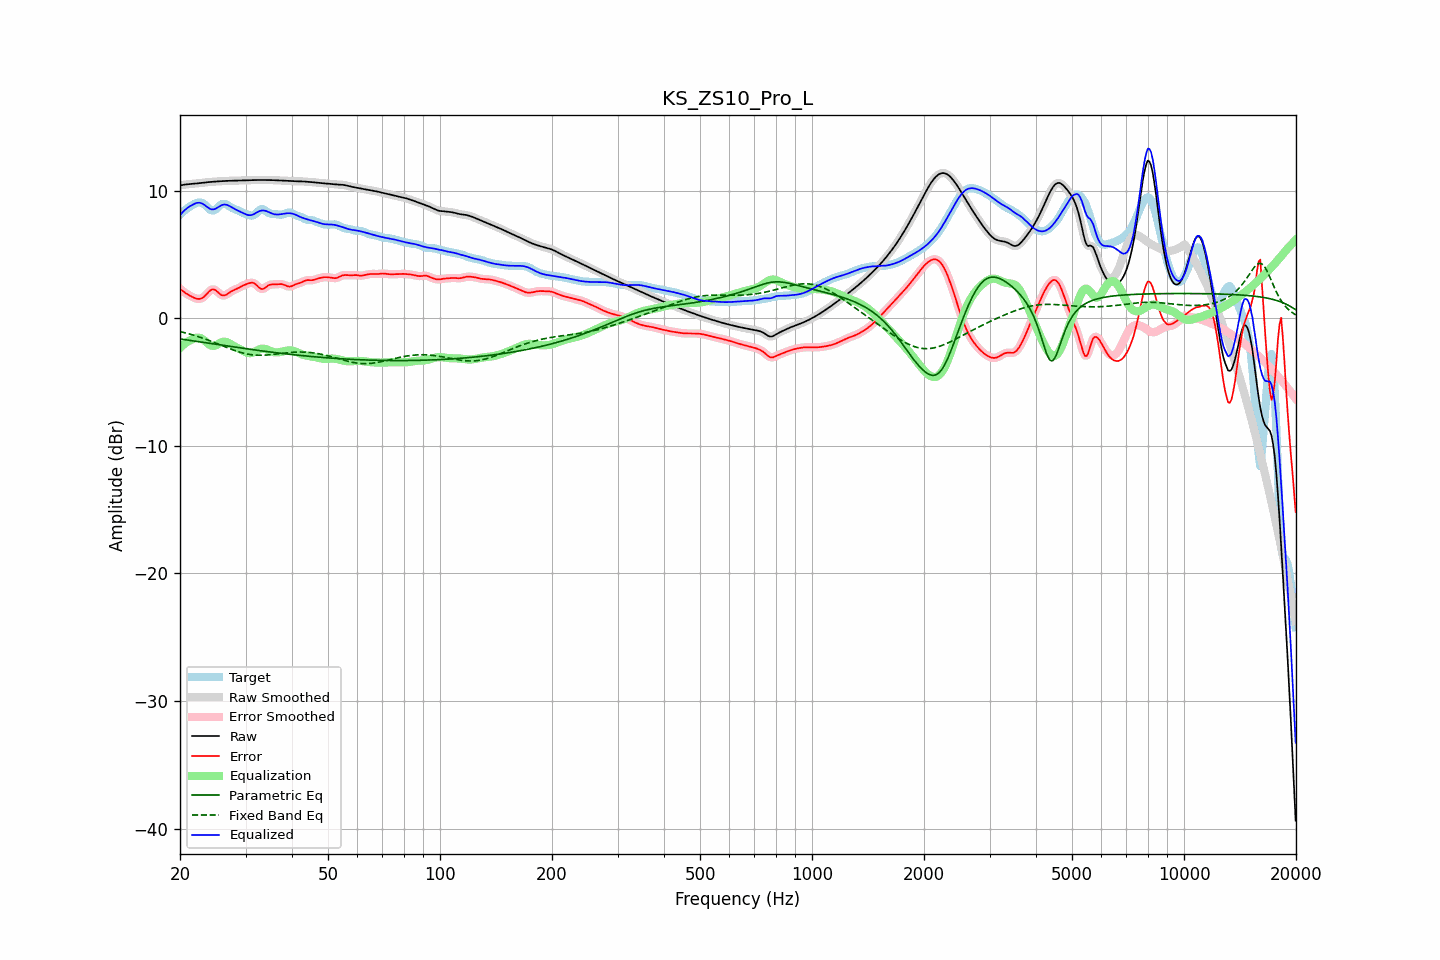 KS_ZS10_Pro_L
Amplitude (dBr)
10
0
−10
−20
−30
−40
Target
Raw Smoothed
Error Smoothed
Raw
Error
Equalization
Parametric Eq
Fixed Band Eq
Equalized
20 50 100 200 500 1000 2000 5000 10000 20000
Frequency (Hz)